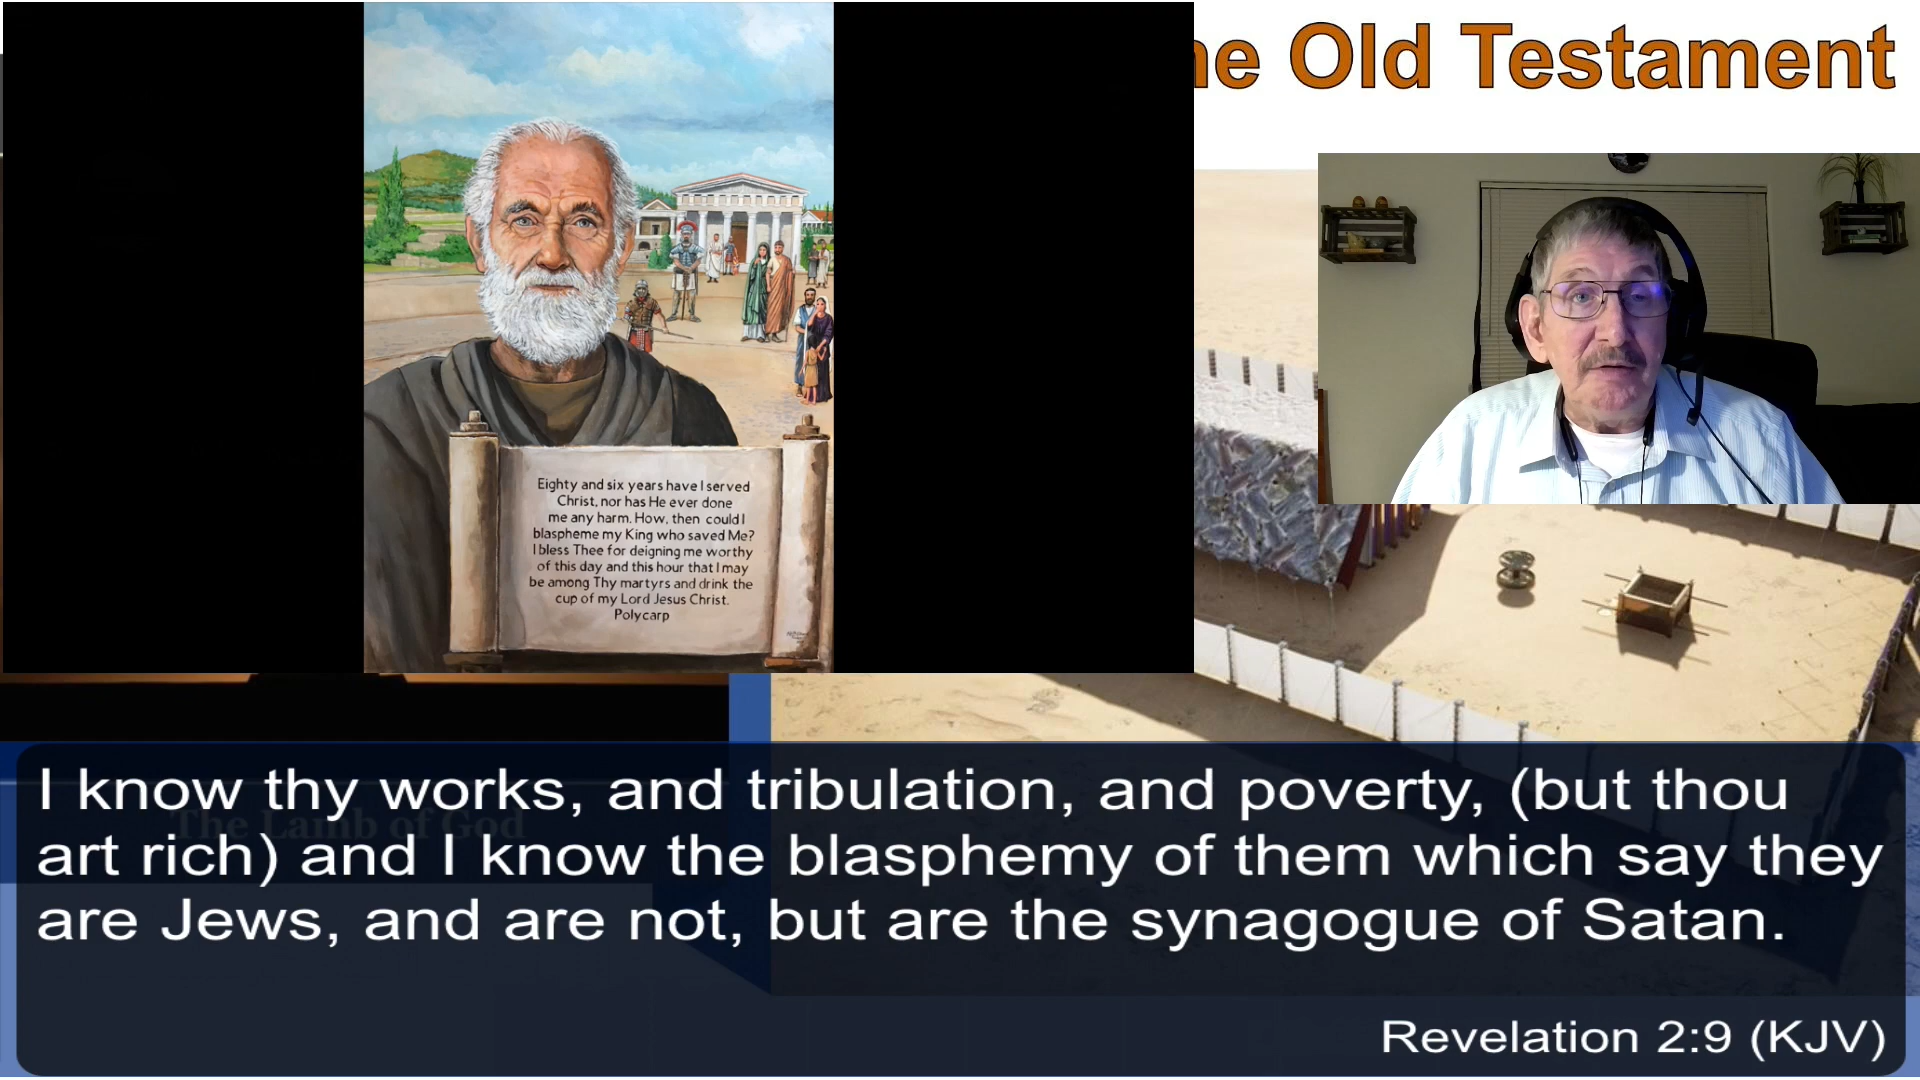 he Old Testament
Eighty and six years have I served
Christ, nor has He ever done
me any harm. How, then could I
blaspheme my King who saved Me?
I bless Thee for deigning me worthy
of this day and this hour that I may
be among Thy martyrs and drink the
cup of my Lord Jesus Christ.
Polycarp
The Lamb of God
I know thy works, and tribulation, and poverty, (but thou
art rich) and I know the blasphemy of them which say they
are Jews, and are not, but are the synagogue of Satan.
Revelation 2:9 (KJV)